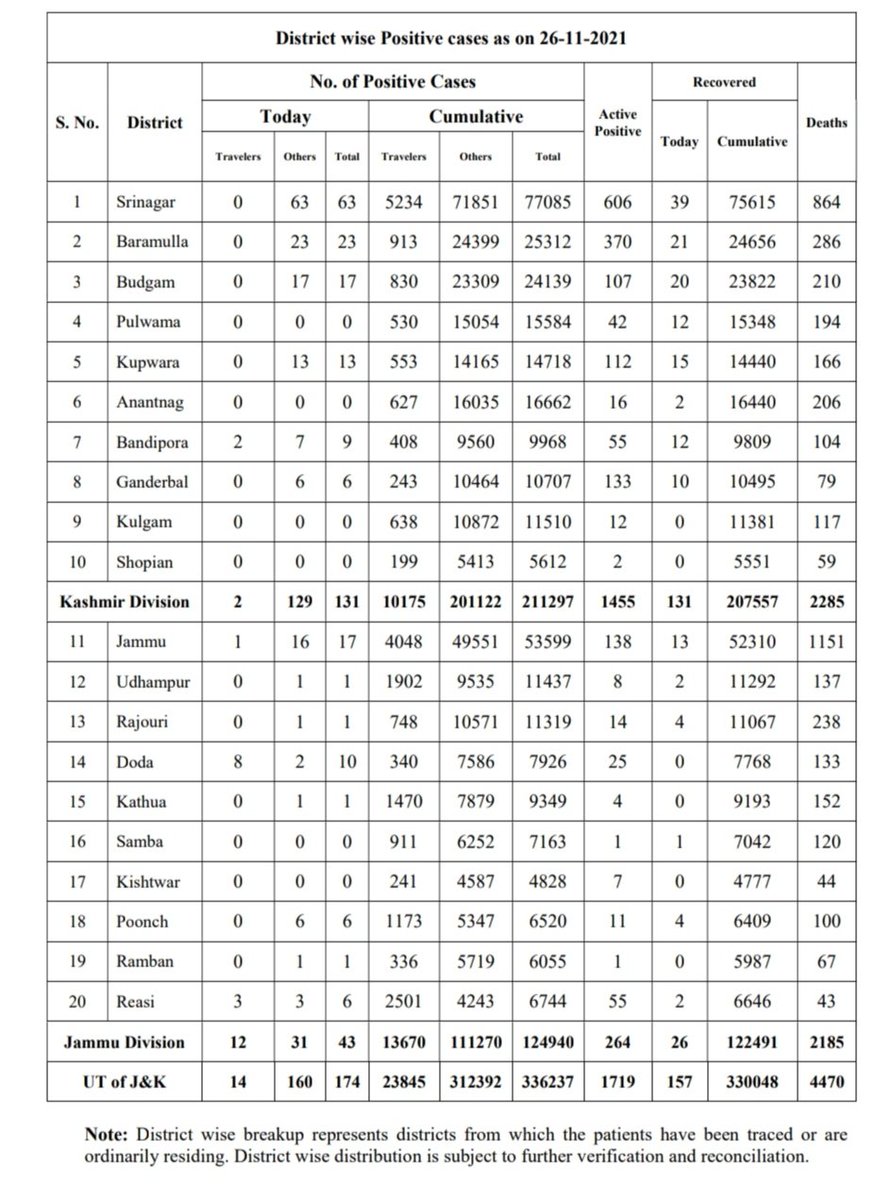 District wise Positive cases as on 26-11-2021
S. No. District No. of Positive Cases Active Positive Recovered Deaths
Today Cumulative Today Cumulative
Travelers Others Total Travelers Others Total
1 Srinagar 0 63 63 5234 71851 77085 606 39 75615 864
2 Baramulla 0 23 23 913 24399 25312 370 21 24656 286
3 Budgam 0 17 17 830 23309 24139 107 20 23822 210
4 Pulwama 0 0 0 530 15054 15584 42 12 15348 194
5 Kupwara 0 13 13 553 14165 14718 112 15 14440 166
6 Anantnag 0 0 0 627 16035 16662 16 2 16440 206
7 Bandipora 2 7 9 408 9560 9968 55 12 9809 104
8 Ganderbal 0 6 6 243 10464 10707 133 10 10495 79
9 Kulgam 0 0 0 638 10872 11510 12 0 11381 117
10 Shopian 0 0 0 199 5413 5612 2 0 5551 59
Kashmir Division 2 129 131 10175 201122 211297 1455 131 207557 2285
11 Jammu 1 16 17 4048 49551 53599 138 13 52310 1151
12 Udhampur 0 1 1 1902 9535 11437 8 2 11292 137
13 Rajouri 0 1 1 748 10571 11319 14 4 11067 238
14 Doda 8 2 10 340 7586 7926 25 0 7768 133
15 Kathua 0 1 1 1470 7879 9349 4 0 9193 152
16 Samba 0 0 0 911 6252 7163 1 1 7042 120
17 Kishtwar 0 0 0 241 4587 4828 7 0 4777 44
18 Poonch 0 6 6 1173 5347 6520 11 4 6409 100
19 Ramban 0 1 1 336 5719 6055 1 0 5987 67
20 Reasi 3 3 6 2501 4243 6744 55 2 6646 43
Jammu Division 12 31 43 13670 111270 124940 264 26 122491 2185
UT of J&K 14 160 174 23845 312392 336237 1719 157 330048 4470
Note: District wise breakup represents districts from which the patients have been traced or are
ordinarily residing. District wise distribution is subject to further verification and reconciliation.